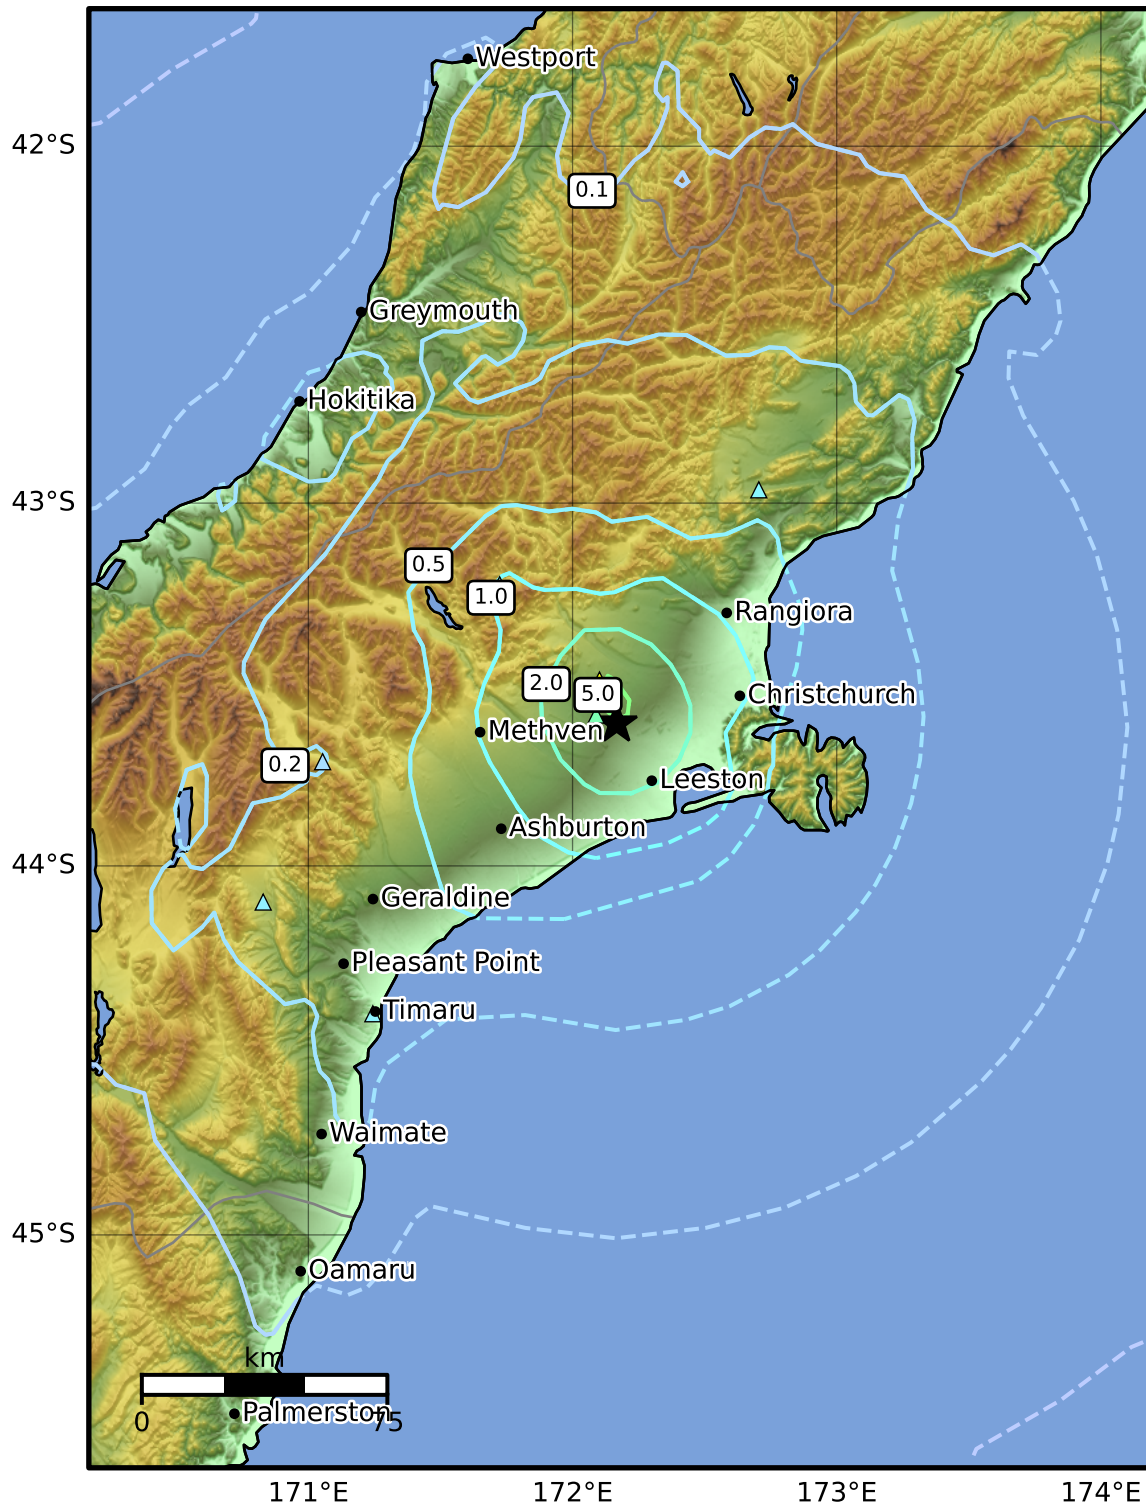 Westport
42°S
0.1
Greymouth
Hokitika
43°S
0.5
1.0
Rangiora
2.0
5.0
Christchurch
Methven
0.2
Leeston
Ashburton
44°S
Geraldine
Pleasant Point
Timaru
Waimate
45°S
Oamaru
km
0
75
Palmerston
171°E
172°E
173°E
174°E